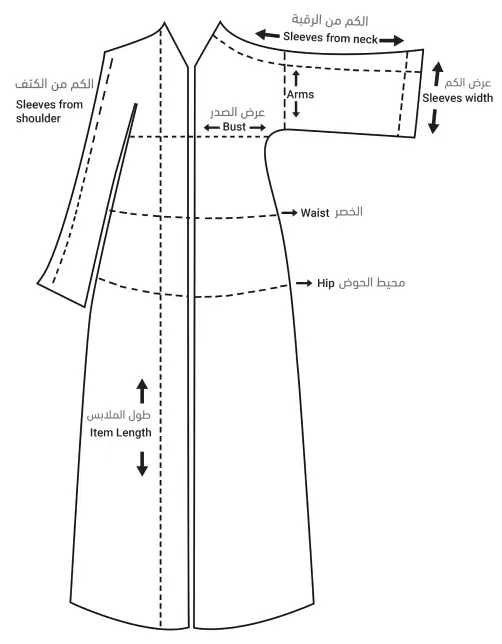 الكم من الرقبة
Sleeves from neck
الكم من الكتف
Sleeves from
shoulder
عرض الكم
Sleeves width
Arms
عرض الصدر
Bust
Waist الخصر
Hip محيط الحوض
طول الملابس
Item Length